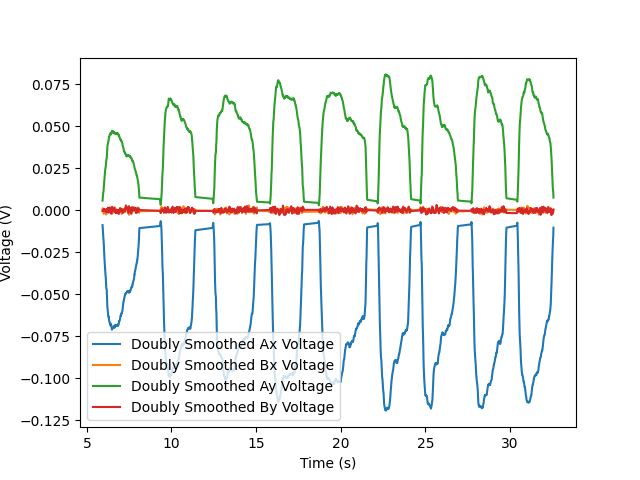 0.075
0.050
0.025
0.000
−0.025
−0.050
−0.075
−0.100
−0.125
Voltage (V)
Doubly Smoothed Ax Voltage
Doubly Smoothed Bx Voltage
Doubly Smoothed Ay Voltage
Doubly Smoothed By Voltage
5 10 15 20 25 30
Time (s)